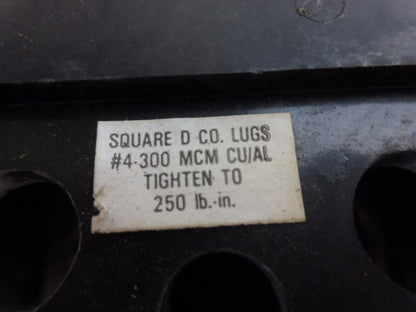 SQUARE D CO. LUGS
#4-300 MCM CU/AL
TIGHTEN TO
250 lb.-in.